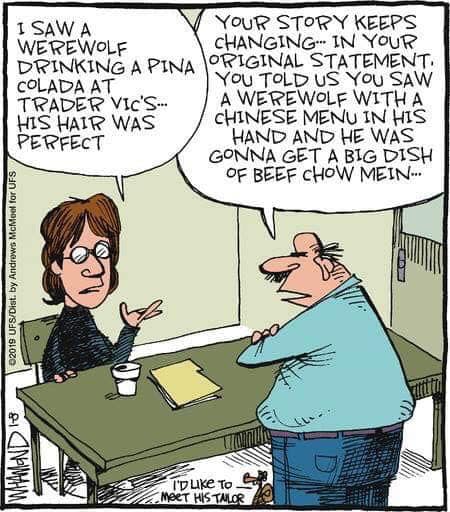 I SAW A
WEREWOLF
DRINKING A PINA
COLADA AT
TRADER VIC'S...
HIS HAIR WAS
PERFECT
YOUR STORY KEEPS
CHANGING... IN YOUR
ORIGINAL STATEMENT,
YOU TOLD US YOU SAW
A WEREWOLF WITH A
CHINESE MENU IN HIS
HAND AND HE WAS
GONNA GET A BIG DISH
OF BEEF CHOW MEIN...
©2019 UFS/Dist. by Andrews McMeel for UFS
WHAMOND 1-8
I'D LIKE TO
MEET HIS TAILOR